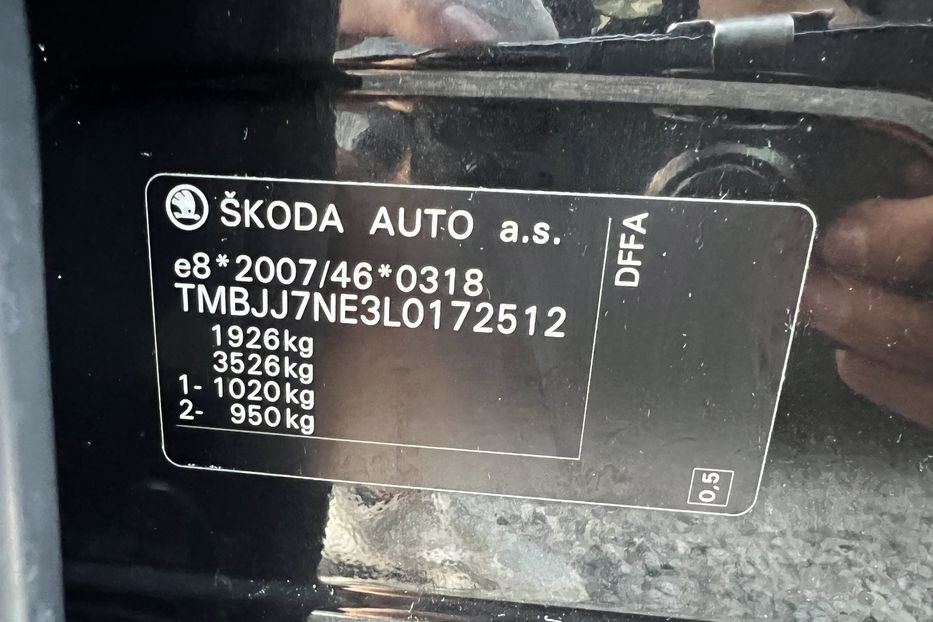 ŠKODA AUTO a.s.
e8*2007/46*0318
TMBJJ7NE3L0172512
1926kg
3526kg
1- 1020kg
2- 950kg
DFFA
0,5